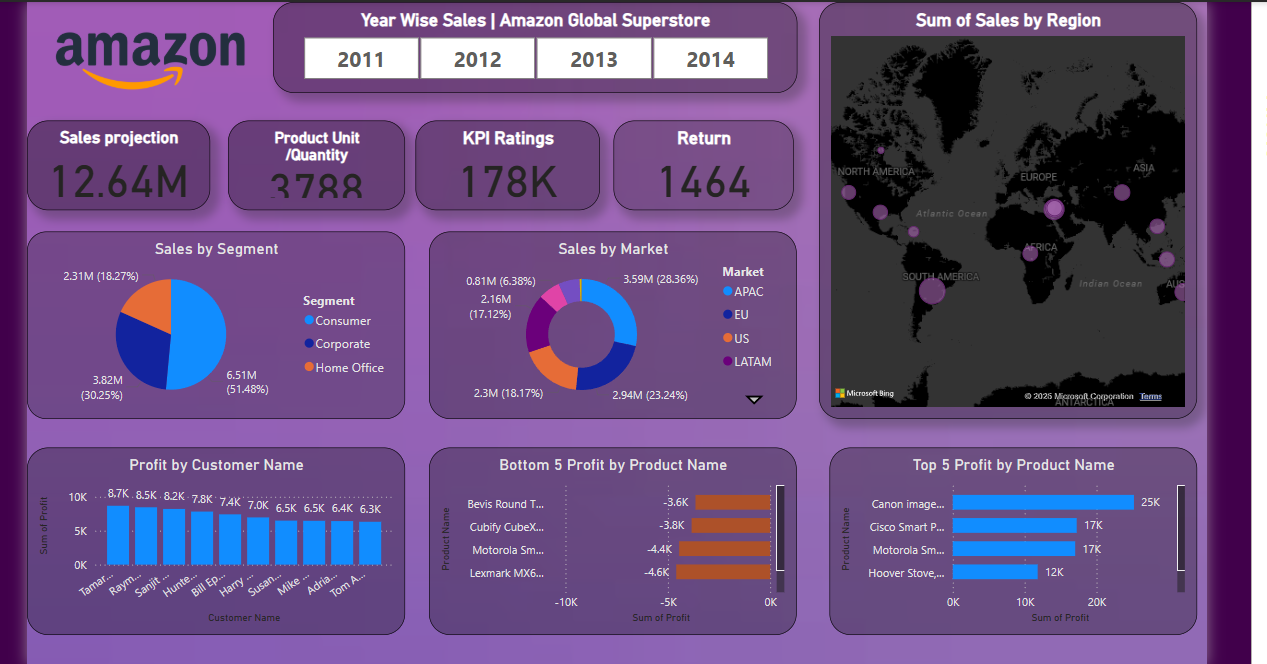 amazon
Year Wise Sales | Amazon Global Superstore
2011
2012
2013
2014
Sum of Sales by Region
NORTH AMERICA
EUROPE
ASIA
Atlantic Ocean
AFRICA
SOUTH AMERICA
Indian Ocean
AUS
Microsoft Bing
© 2025 Microsoft Corporation Terms
ANTARCTICA
Sales projection
12.64M
Product Unit
/Quantity
3788
KPI Ratings
178K
Return
1464
Sales by Segment
2.31M (18.27%)
3.82M
(30.25%)
6.51M
(51.48%)
Segment
Consumer
Corporate
Home Office
Sales by Market
0.81M (6.38%)
2.16M
(17.12%)
2.3M (18.17%)
3.59M (28.36%)
2.94M (23.24%)
Market
APAC
EU
US
LATAM
Profit by Customer Name
Sum of Profit
10K
5K
0K
8.7K
8.5K
8.2K
7.8K
7.4K
7.0K
6.5K
6.5K
6.4K
6.3K
Tamar...
Raym...
Sanjit ...
Hunte...
Bill Ep...
Harry ...
Susan...
Mike ...
Adria...
Tom A...
Customer Name
Bottom 5 Profit by Product Name
Product Name
Bevis Round T...
-3.6K
Cubify CubeX...
-3.8K
Motorola Sm...
-4.4K
Lexmark MX6...
-4.6K
-10K
-5K
0K
Sum of Profit
Top 5 Profit by Product Name
Product Name
Canon image...
25K
Cisco Smart P...
17K
Motorola Sm...
17K
Hoover Stove,...
12K
0K
10K
20K
Sum of Profit